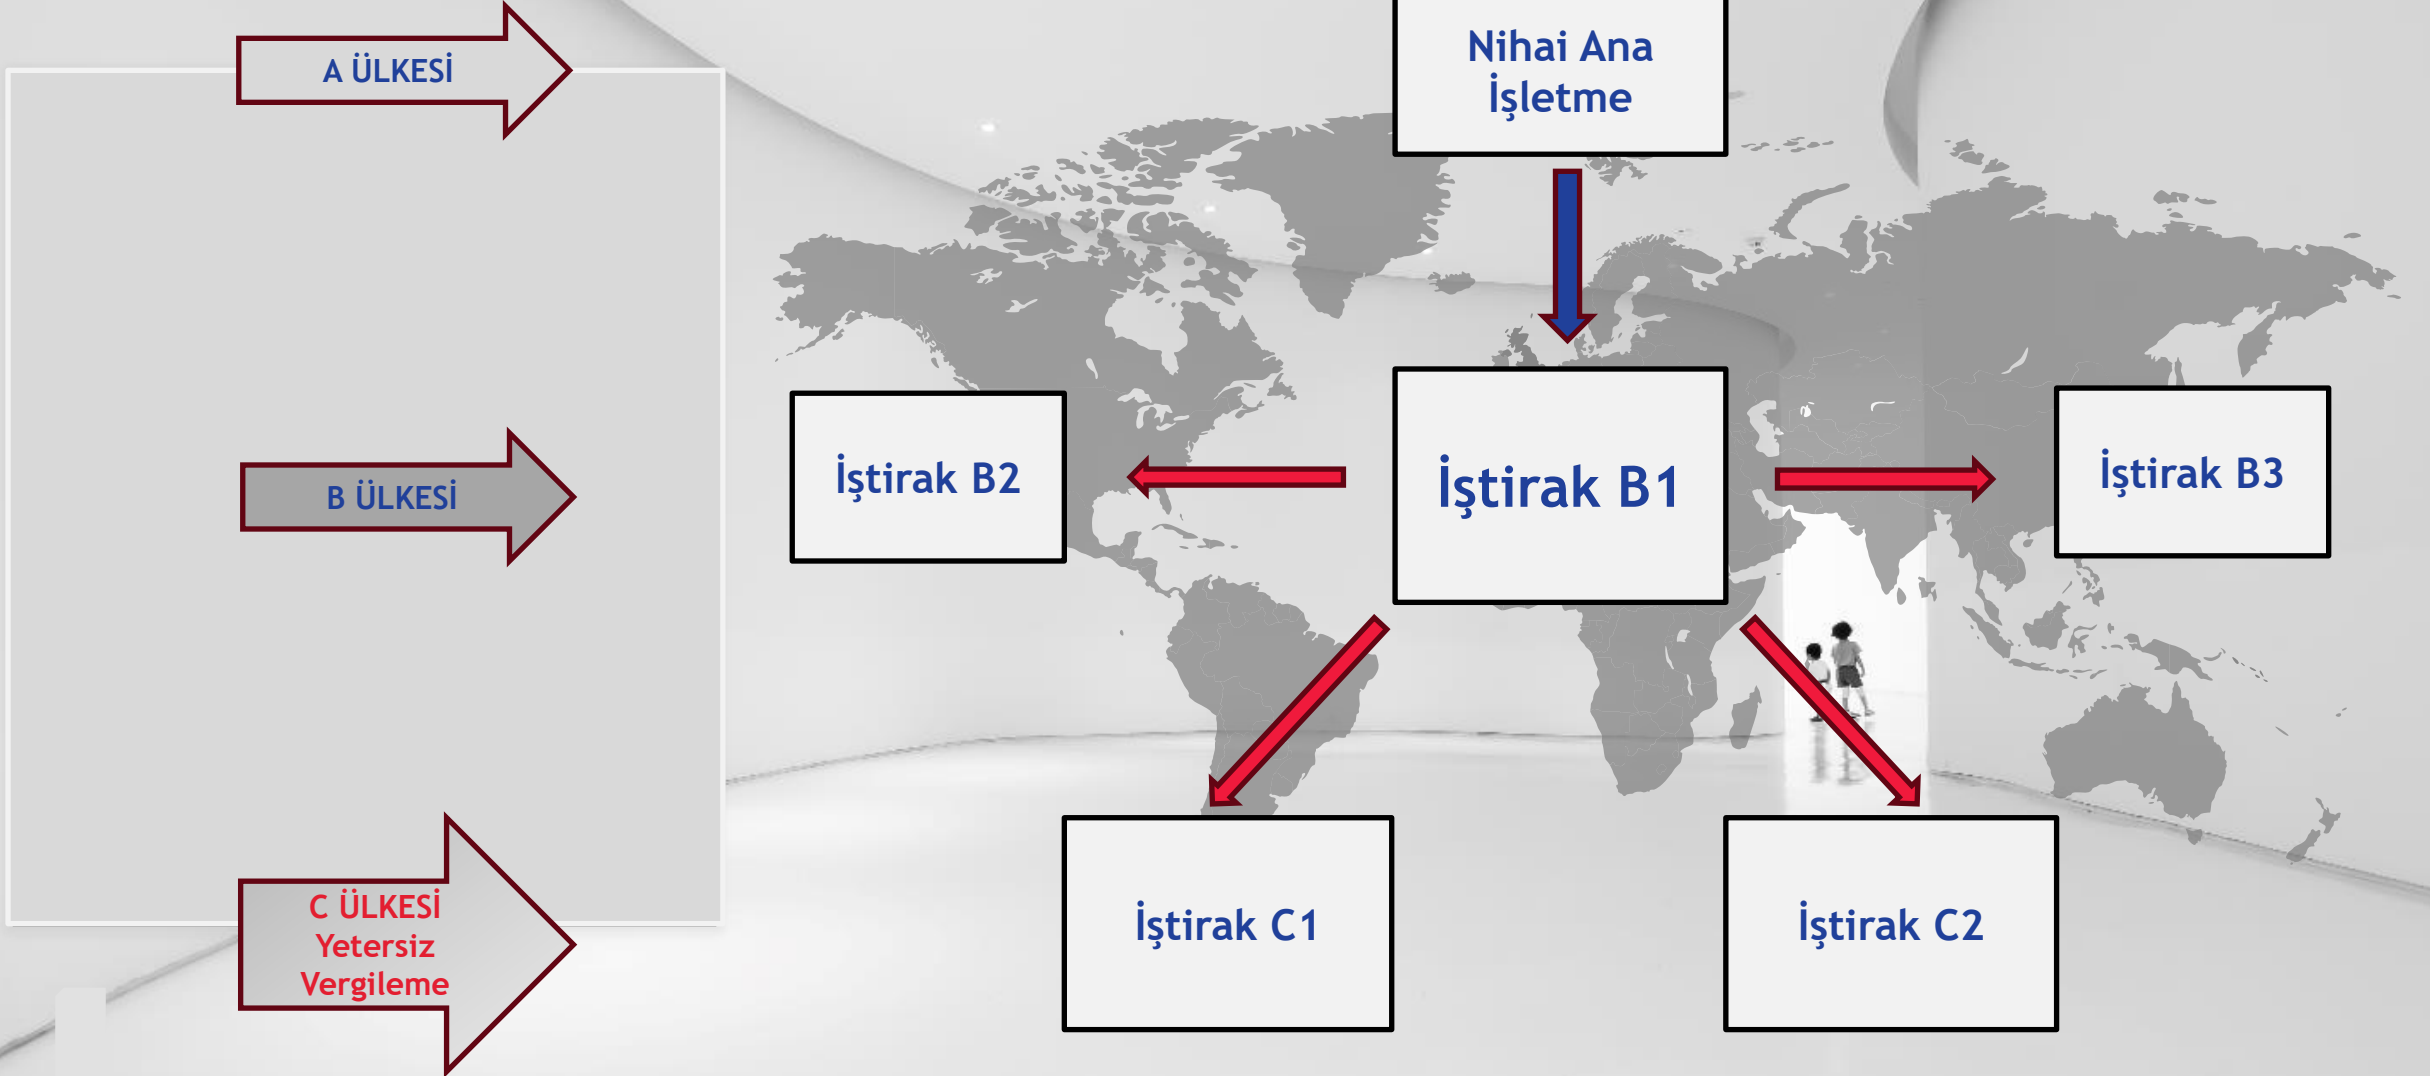 A ÜLKESİ
Nihai Ana
İşletme
B ÜLKESİ
İştirak B2
İştirak B1
İştirak B3
C ÜLKESİ
Yetersiz
Vergileme
İştirak C1
İştirak C2